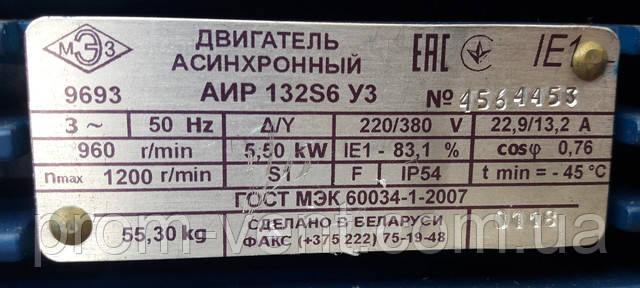 МЭЗ ДВИГАТЕЛЬ АСИНХРОННЫЙ EAC IE1
9693 АИР 132S6 У3 № 4564453
3 ~ 50 Hz Δ/Y 220/380 V 22,9/13,2 A
960 r/min 5,50 kW IE1 - 83,1 % cosφ 0,76
nmax 1200 r/min S1 F IP54 t min = - 45 °C
ГОСТ МЭК 60034-1-2007
55,30 kg СДЕЛАНО В БЕЛАРУСИ 0118
ФАКС (+375 222) 75-19-48
prom-vent.com.ua